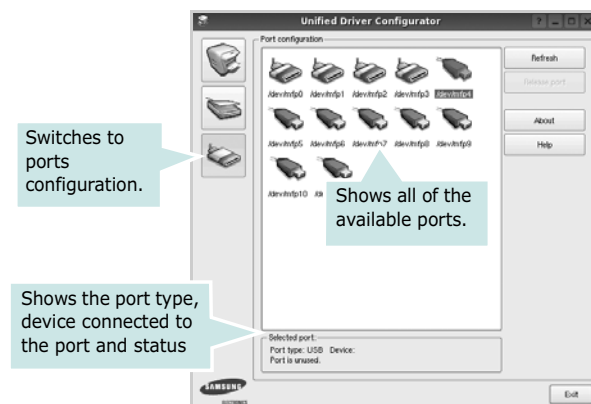 Unified Driver Configurator
Port configuration
Refresh
Release port
/dev/mfp0 /dev/mfp1 /dev/mfp2 /dev/mfp3 /dev/mfp4
About
/dev/mfp5 /dev/mfp6 /dev/mfp7 /dev/mfp8 /dev/mfp9
Help
Switches to
ports
configuration.
/dev/mfp10
Shows all of the
available ports.
Shows the port type,
device connected to
the port and status
Selected port:
Port type: USB Device:
Port is unused.
SAMSUNG
Exit